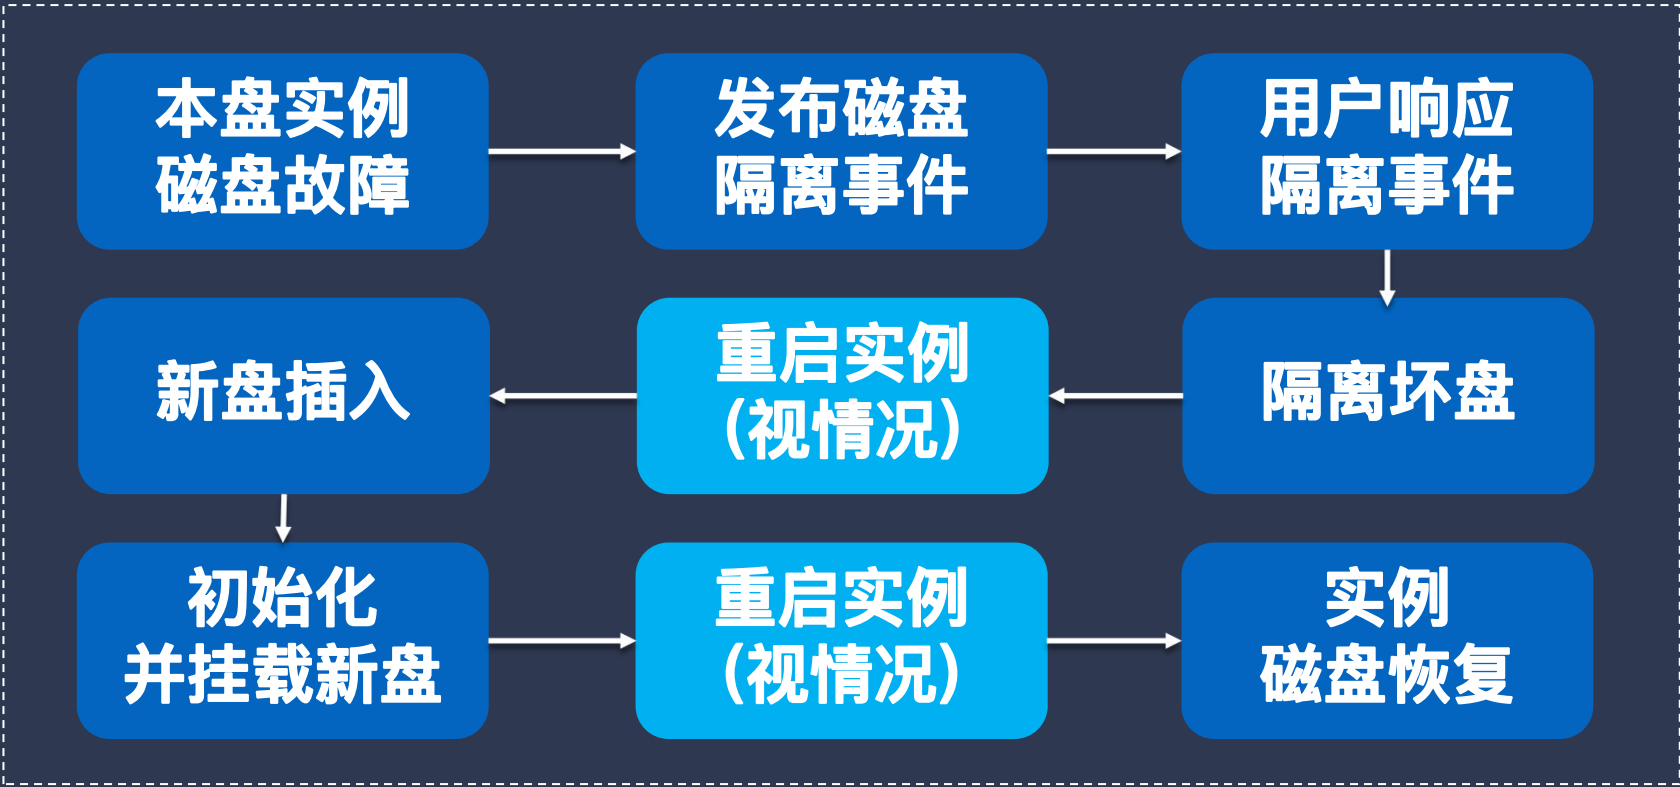 本盘实例
磁盘故障
发布磁盘
隔离事件
用户响应
隔离事件
隔离坏盘
重启实例
(视情况)
新盘插入
初始化
并挂载新盘
重启实例
(视情况)
实例
磁盘恢复